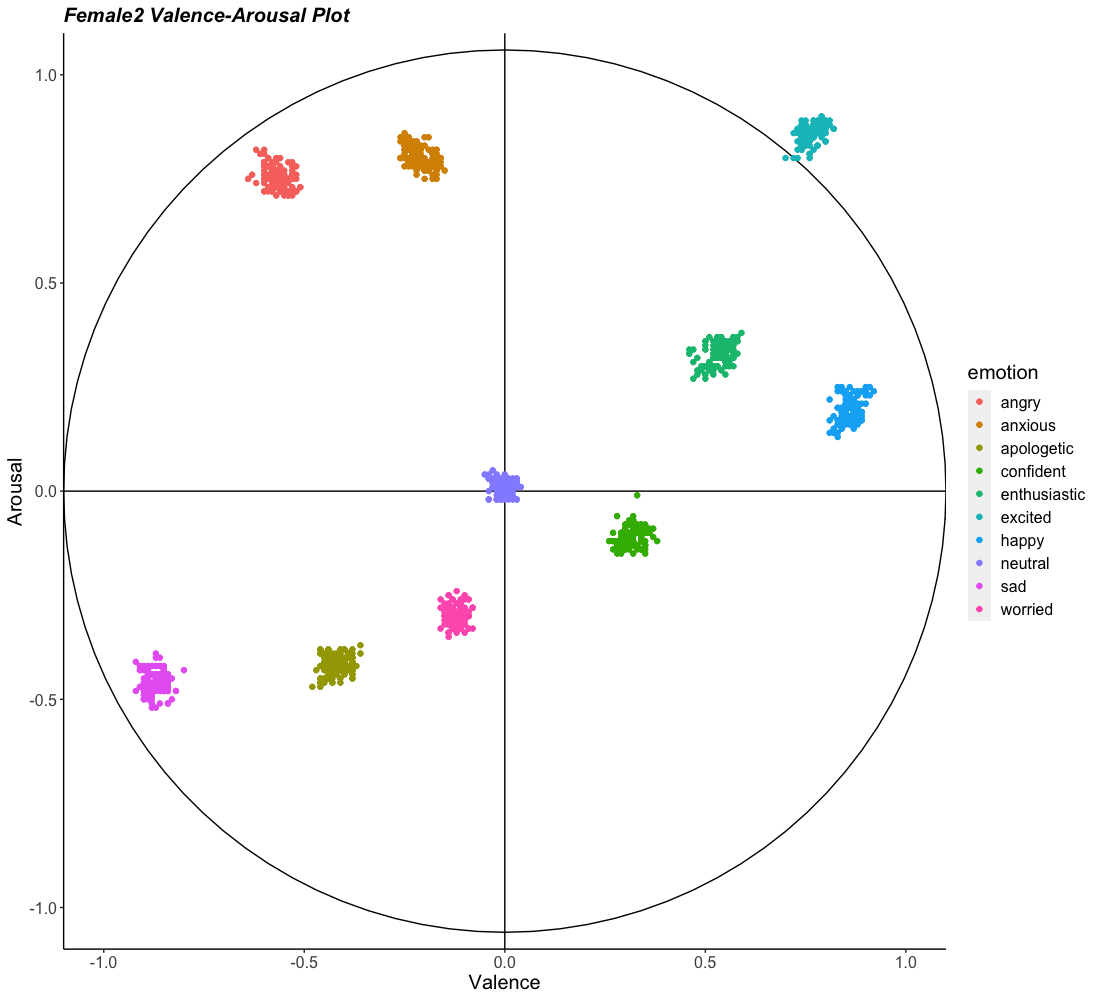 Female2 Valence-Arousal Plot
1.0
0.5
0.0
-0.5
-1.0
Arousal
-1.0
-0.5
0.0
0.5
1.0
Valence
emotion
angry
anxious
apologetic
confident
enthusiastic
excited
happy
neutral
sad
worried